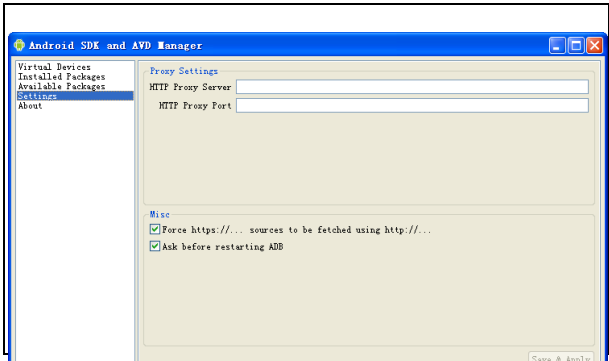 Android SDK and AVD Manager
Virtual Devices
Installed Packages
Available Packages
Settings
About
Proxy Settings
HTTP Proxy Server
HTTP Proxy Port
Misc
Force https://... sources to be fetched using http://...
Ask before restarting ADB
Save & Apply